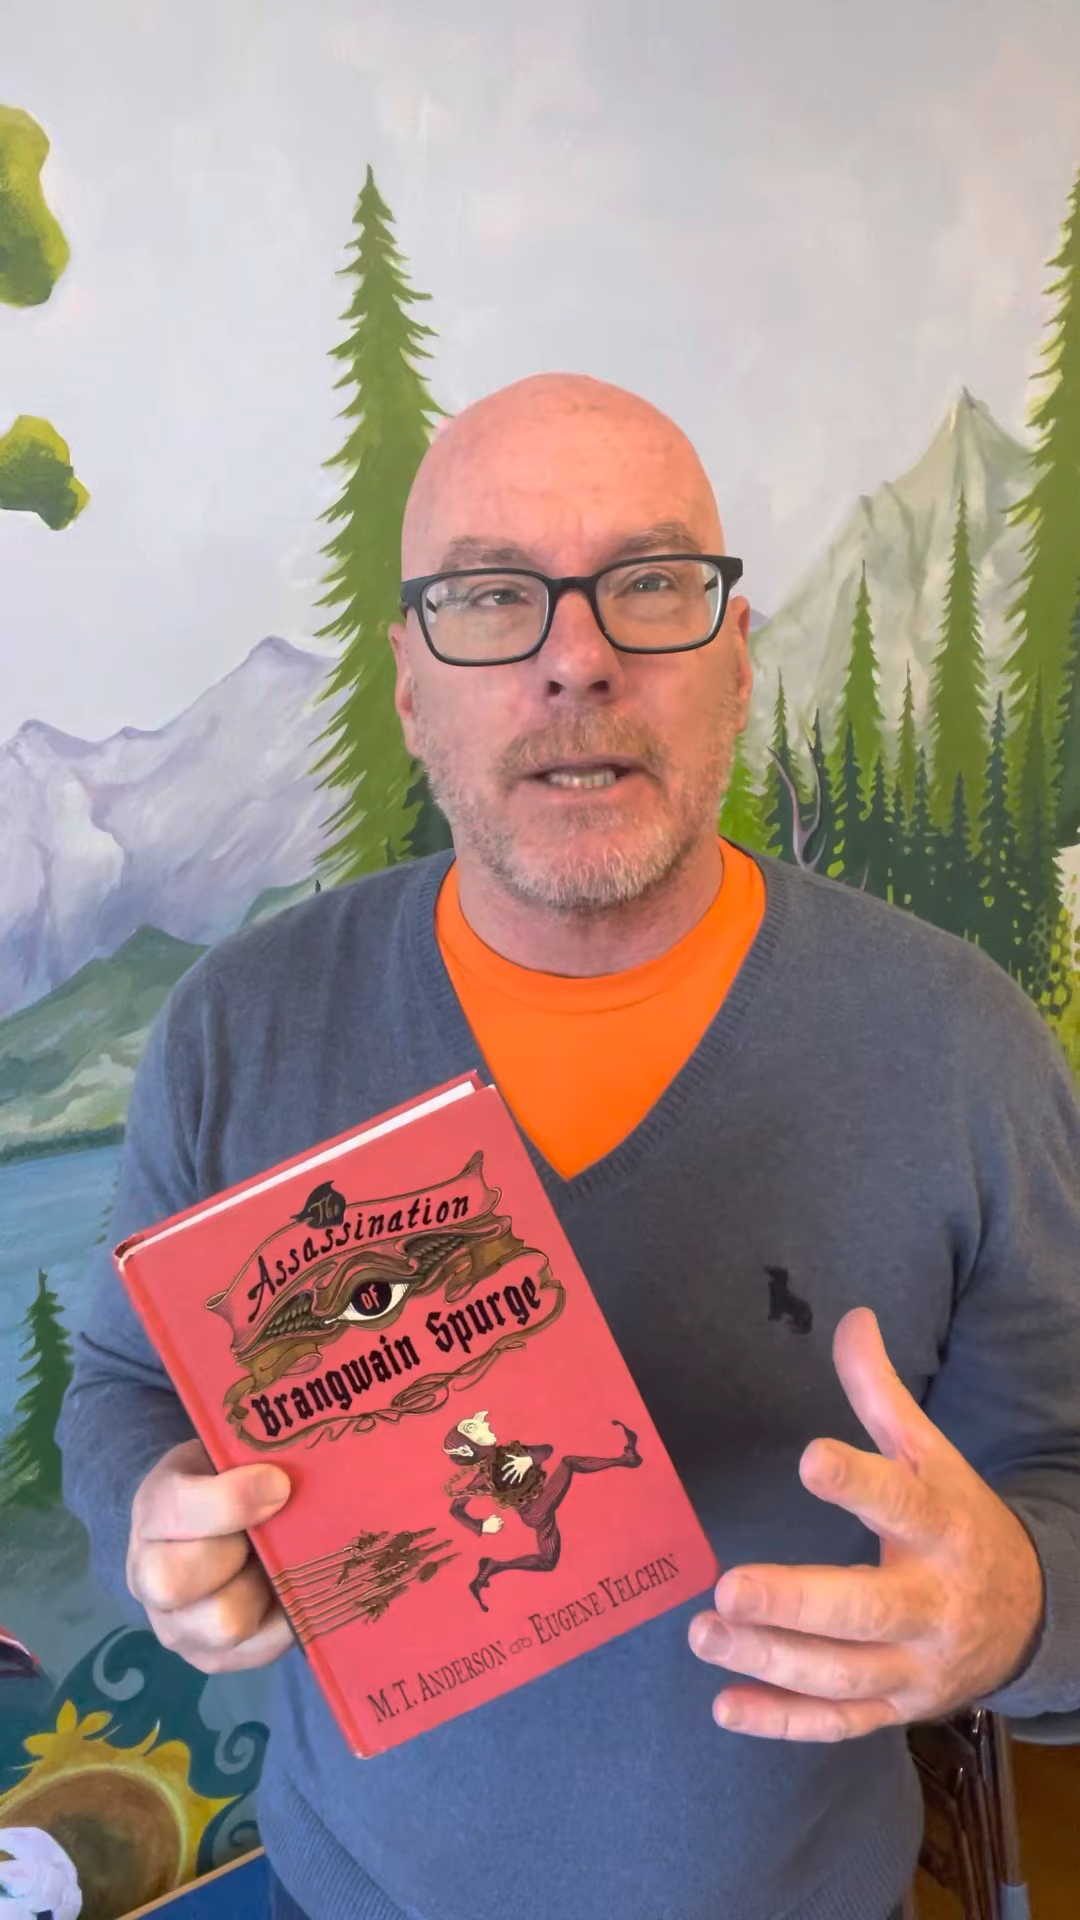 The
Assassination
OF
Brangwain Spurge
M. T. ANDERSON & EUGENE YELCHIN